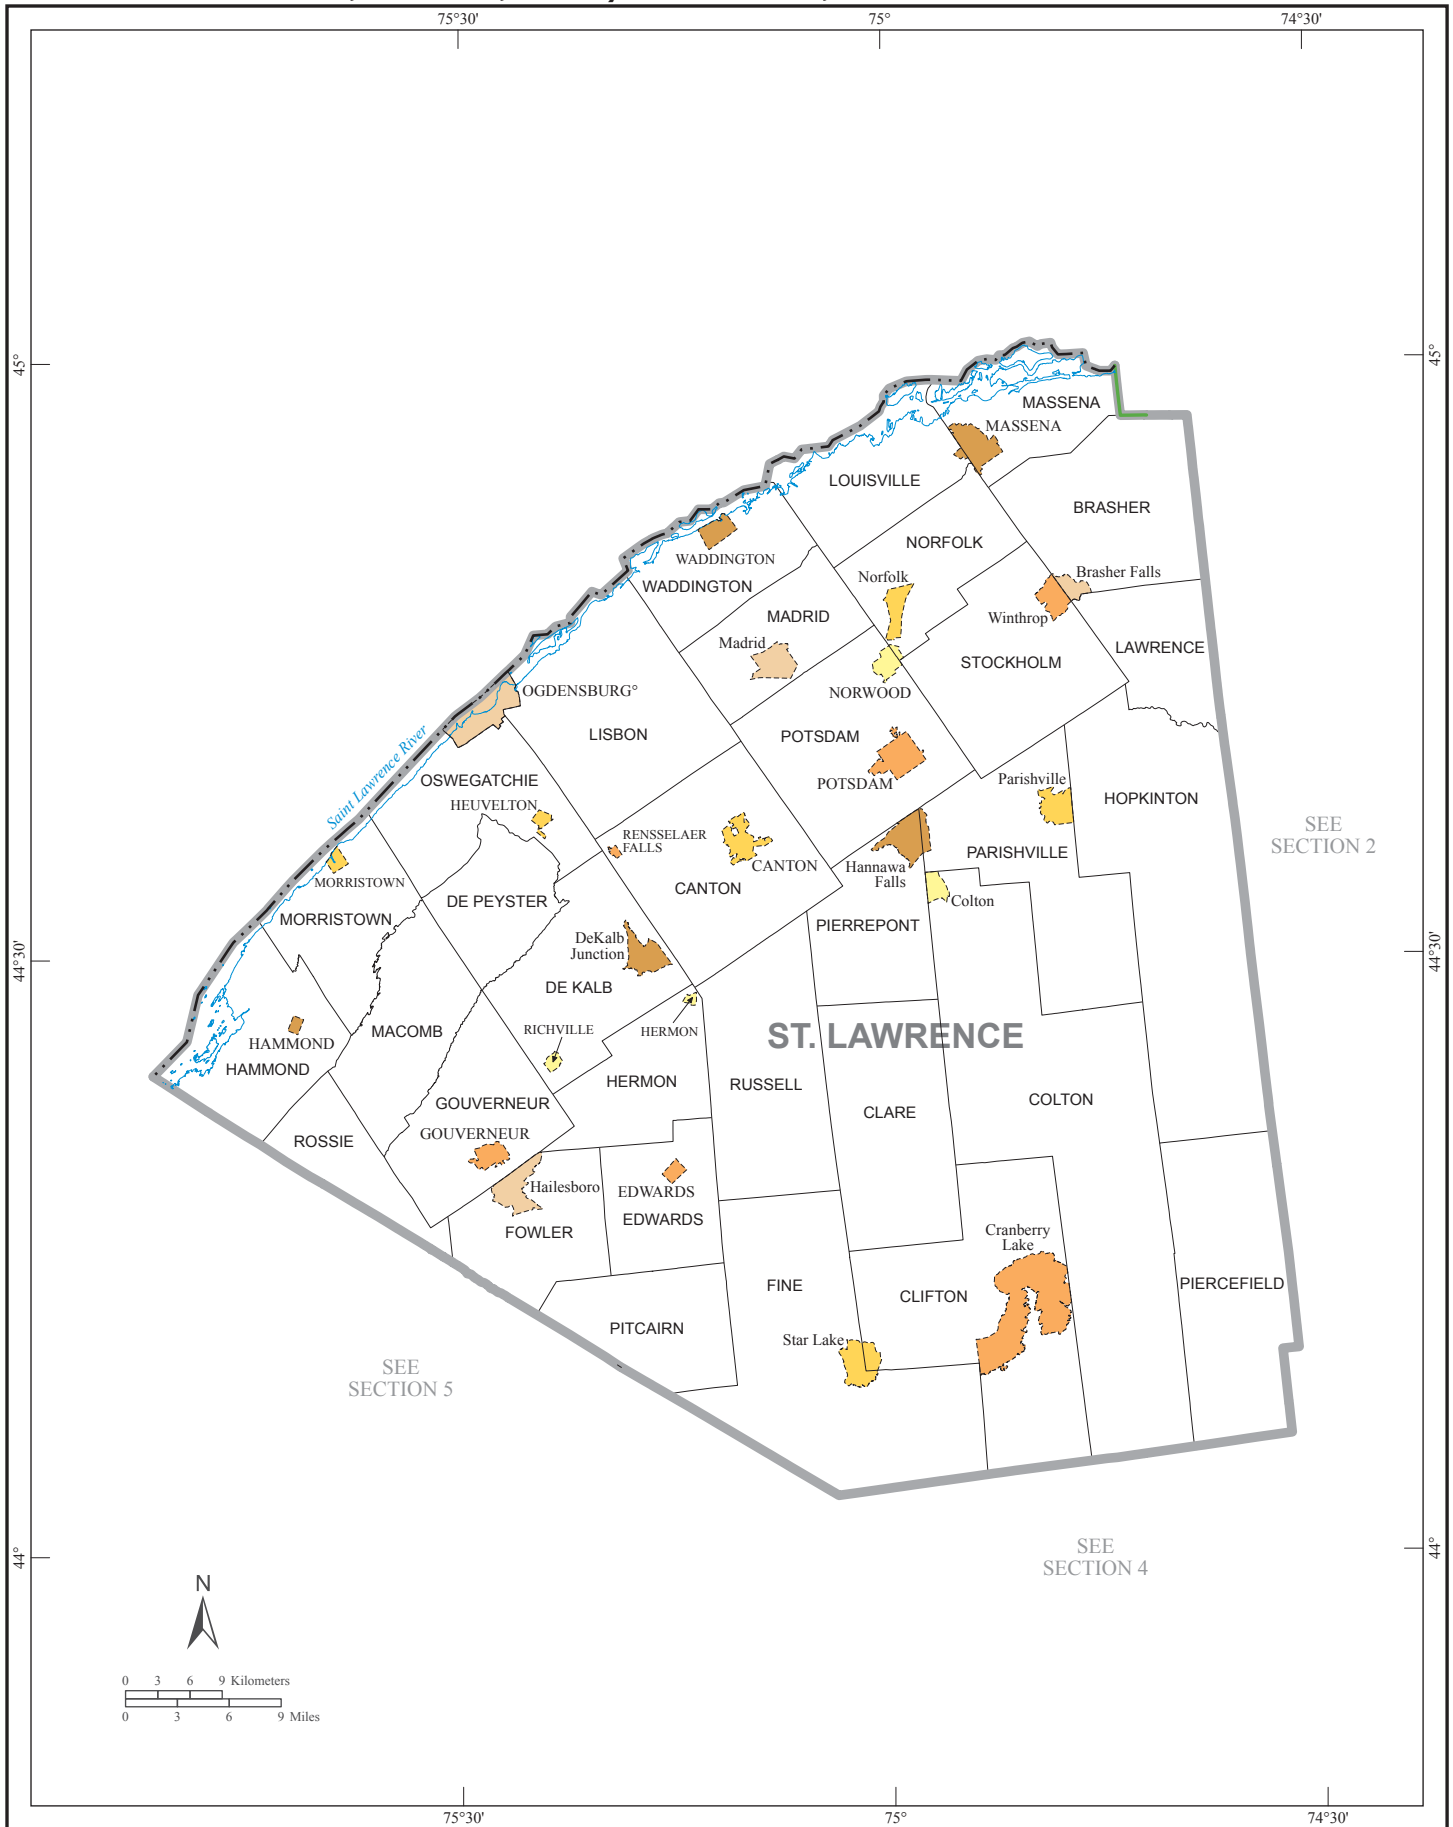 75°30'
75°
74°30'
45°
45°
MASSENA
MASSENA
LOUISVILLE
BRASHER
NORFOLK
WADDINGTON
WADDINGTON
Norfolk
Brasher Falls
Winthrop
MADRID
Madrid
STOCKHOLM
LAWRENCE
NORWOOD
OGDENSBURG°
LISBON
POTSDAM
POTSDAM
Saint Lawrence River
OSWEGATCHIE
HEUVELTON
Parishville
HOPKINTON
SEE
SECTION 2
RENSSELAER
FALLS
CANTON
CANTON
Hannawa
Falls
PARISHVILLE
MORRISTOWN
MORRISTOWN
DE PEYSTER
Colton
PIERREPONT
DeKalb
Junction
44°30'
44°30'
DE KALB
RICHVILLE
HERMON
HAMMOND
HAMMOND
MACOMB
ST. LAWRENCE
HERMON
RUSSELL
CLARE
COLTON
GOUVERNEUR
GOUVERNEUR
ROSSIE
Hailesboro
EDWARDS
EDWARDS
FOWLER
Cranberry
Lake
FINE
CLIFTON
PIERCEFIELD
PITCAIRN
Star Lake
SEE
SECTION 5
SEE
SECTION 4
44°
44°
N
0 3 6 9 Kilometers
0 3 6 9 Miles
75°30'
75°
74°30'